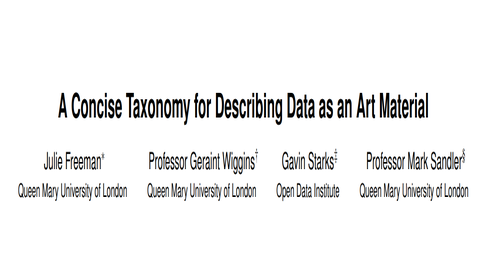 A Concise Taxonomy for Describing Data as an Art Material
Julie Freeman* Professor Geraint Wiggins† Gavin Starks‡ Professor Mark Sandler§
Queen Mary University of London Queen Mary University of London Open Data Institute Queen Mary University of London